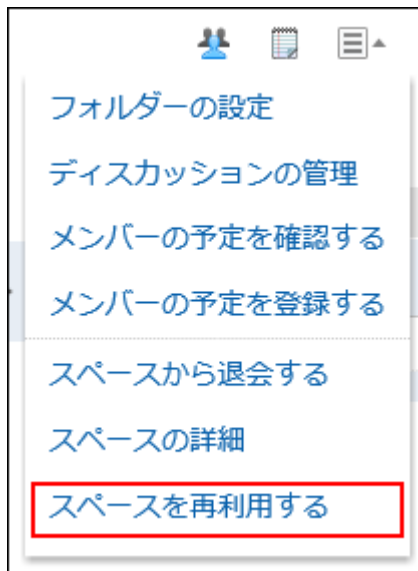 フォルダーの設定
ディスカッションの管理
メンバーの予定を確認する
メンバーの予定を登録する
スペースから退会する
スペースの詳細
スペースを再利用する